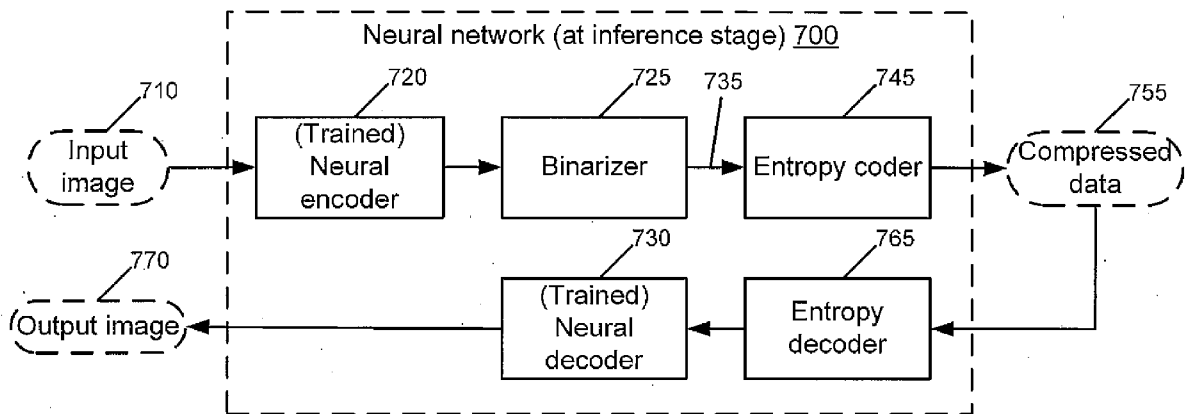 Neural network (at inference stage) 700
710
720
725
735
745
755
Input
image
(Trained)
Neural
encoder
Binarizer
Entropy coder
Compressed
data
770
730
765
Output image
(Trained)
Neural
decoder
Entropy
decoder